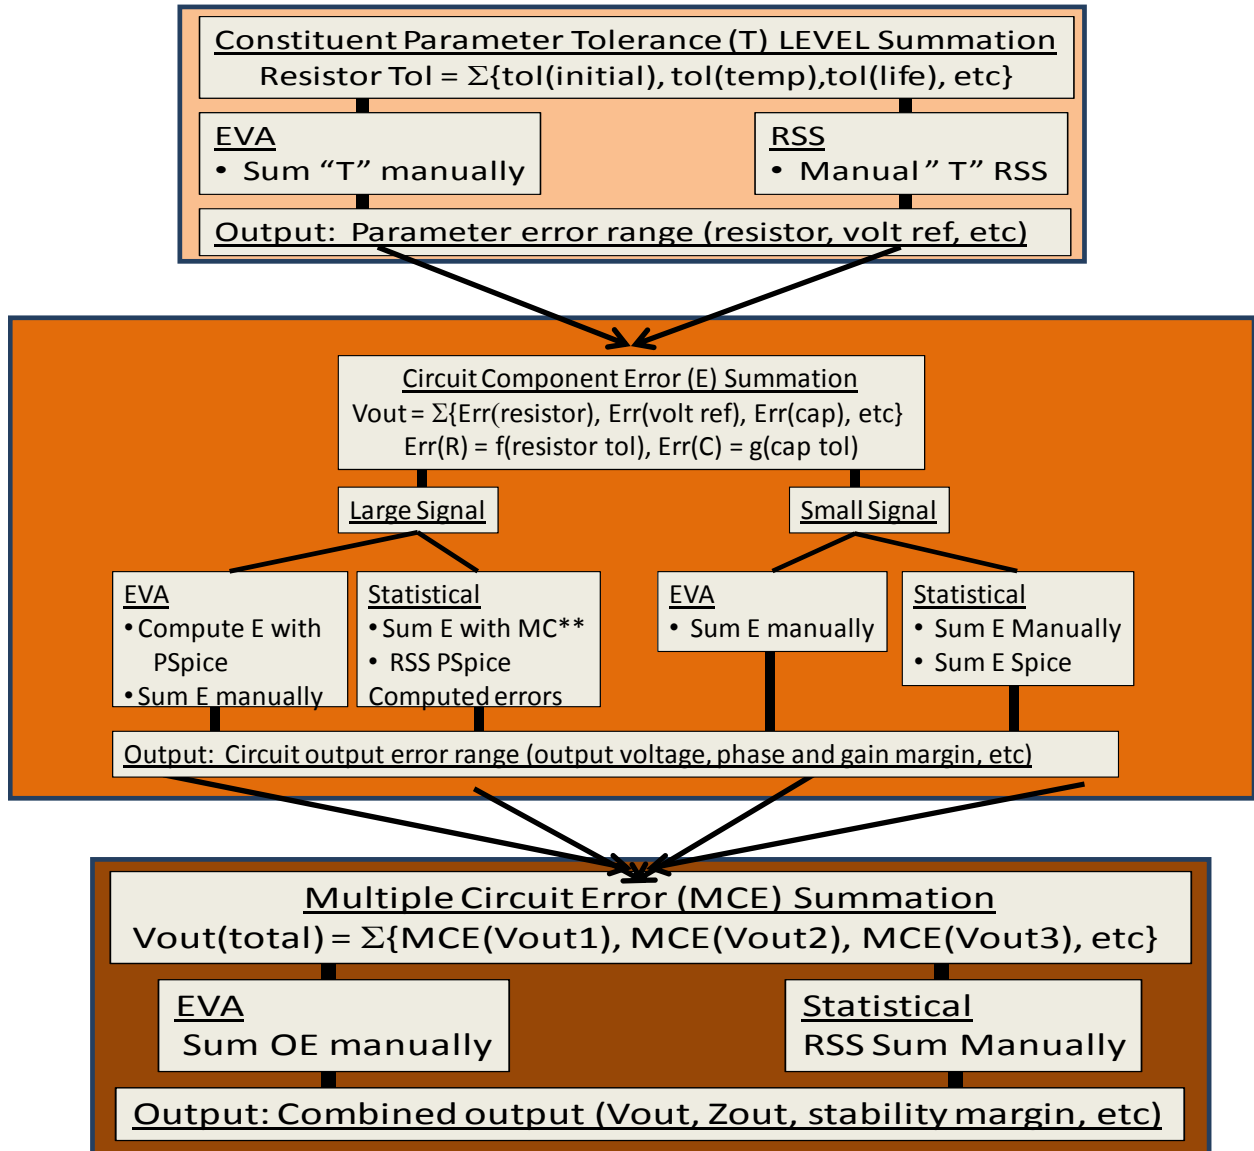 Constituent Parameter Tolerance (T) LEVEL Summation
Resistor Tol = Σ{tol(initial), tol(temp),tol(life), etc}
EVA
• Sum “T” manually
RSS
• Manual ” T” RSS
Output: Parameter error range (resistor, volt ref, etc)
Circuit Component Error (E) Summation
Vout = Σ{Err(resistor), Err(volt ref), Err(cap), etc}
Err(R) = f(resistor tol), Err(C) = g(cap tol)
Large Signal
Small Signal
EVA
• Compute E with
PSpice
• Sum E manually
Statistical
• Sum E with MC**
• RSS PSpice
Computed errors
EVA
• Sum E manually
Statistical
• Sum E Manually
• Sum E Spice
Output: Circuit output error range (output voltage, phase and gain margin, etc)
Multiple Circuit Error (MCE) Summation
Vout(total) = Σ{MCE(Vout1), MCE(Vout2), MCE(Vout3), etc}
EVA
Sum OE manually
Statistical
RSS Sum Manually
Output: Combined output (Vout, Zout, stability margin, etc)